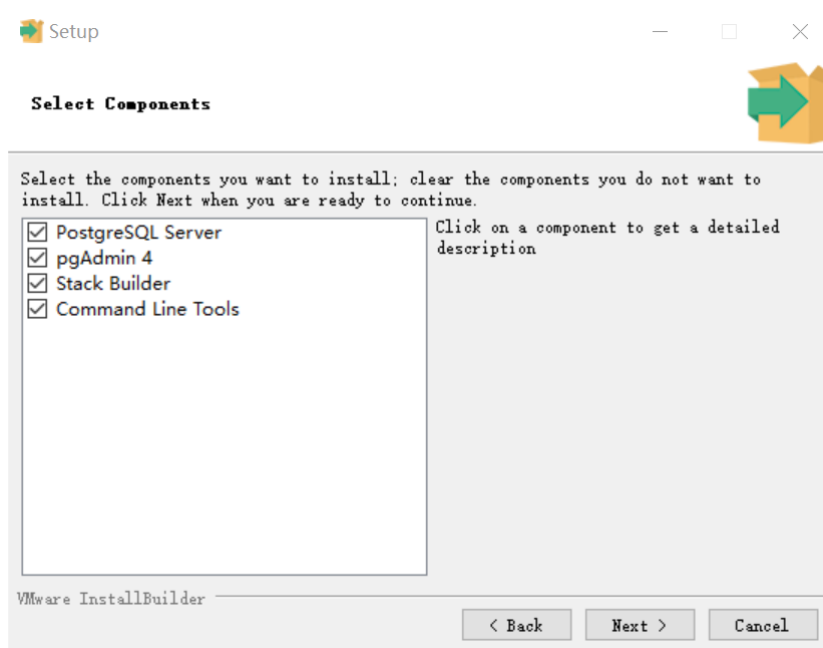 Setup
Select Components
Select the components you want to install; clear the components you do not want to
install. Click Next when you are ready to continue.
PostgreSQL Server
pgAdmin 4
Stack Builder
Command Line Tools
Click on a component to get a detailed
description
VMware InstallBuilder
< Back
Next >
Cancel